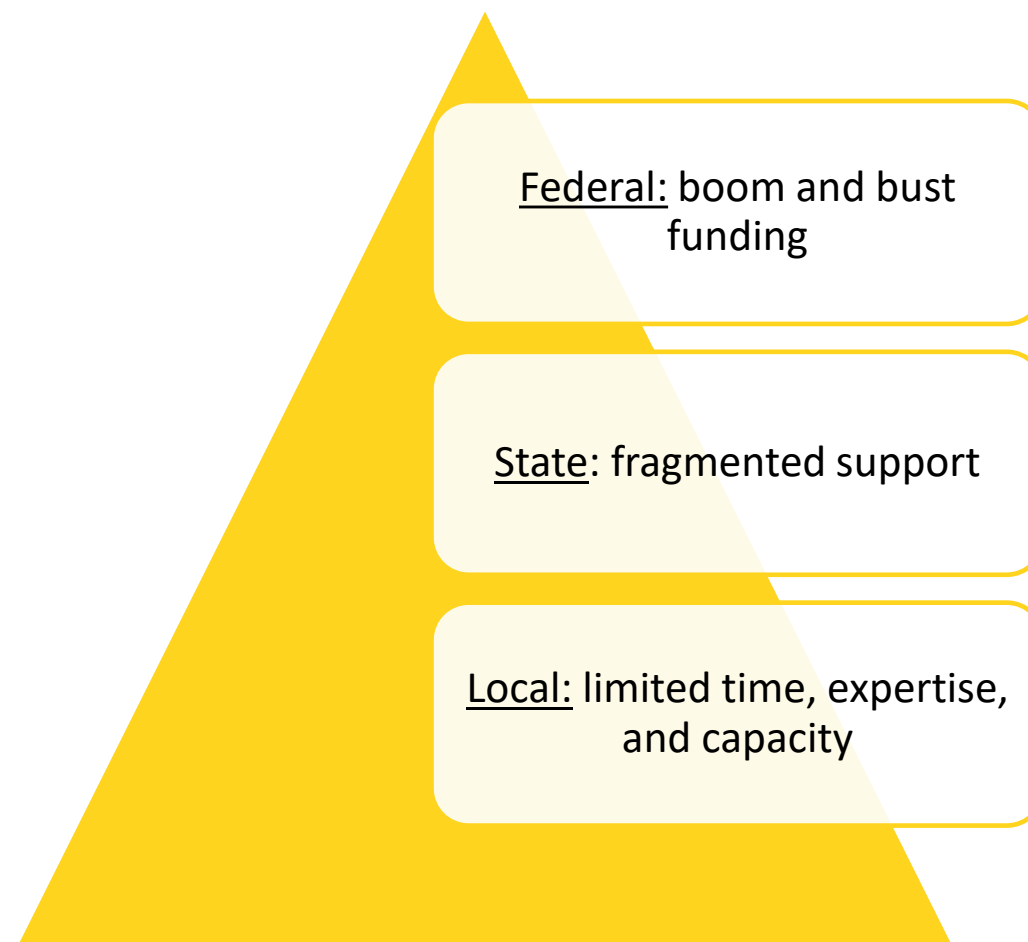 Federal: boom and bust
funding
State: fragmented support
Local: limited time, expertise,
and capacity